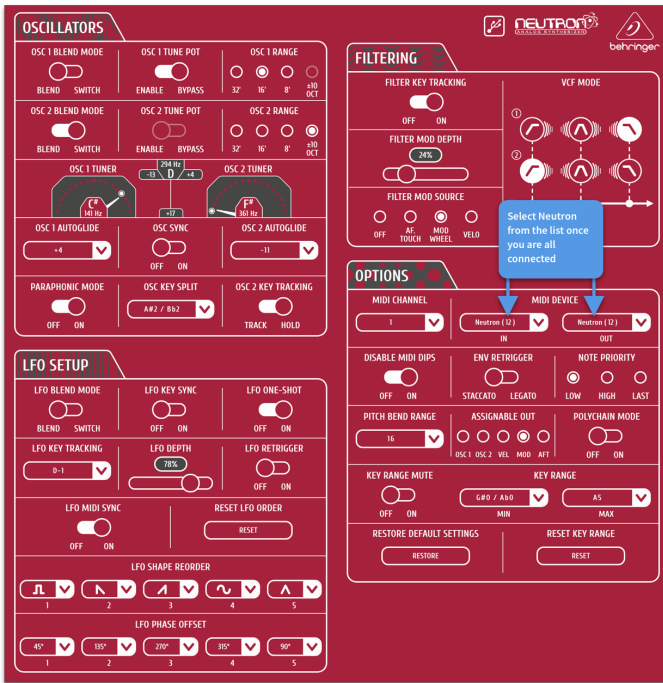 OSCILLATORS
OSC 1 BLEND MODE OSC 1 TUNE POT OSC 1 RANGE
BLEND SWITCH ENABLE BYPASS 32' 16' 8' ±10 OCT
OSC 2 BLEND MODE OSC 2 TUNE POT OSC 2 RANGE
BLEND SWITCH ENABLE BYPASS 32' 16' 8' ±10 OCT
OSC 1 TUNER 294 Hz OSC 2 TUNER
-13 D +4
C# F#
141 Hz +17 361 Hz
OSC 1 AUTOGLIDE OSC SYNC OSC 2 AUTOGLIDE
+4 -11
OFF ON
PARAPHONIC MODE OSC KEY SPLIT OSC 2 KEY TRACKING
A#2 / Bb2
OFF ON TRACK HOLD
LFO SETUP
LFO BLEND MODE LFO KEY SYNC LFO ONE-SHOT
BLEND SWITCH OFF ON OFF ON
LFO KEY TRACKING LFO DEPTH LFO RETRIGGER
D-1 78%
OFF ON
LFO MIDI SYNC RESET LFO ORDER
RESET
OFF ON
LFO SHAPE REORDER
1 2 3 4 5
LFO PHASE OFFSET
45° 135° 270° 315° 90°
1 2 3 4 5
NEUTRON
ANALOG SYNTHESIZER
behringer
FILTERING
FILTER KEY TRACKING VCF MODE
OFF ON
1
FILTER MOD DEPTH
24%
2
FILTER MOD SOURCE
OFF AF. TOUCH MOD WHEEL VELO
Select Neutron
from the list once
you are all
connected
OPTIONS
MIDI CHANNEL MIDI DEVICE
1 Neutron ( 12 ) Neutron ( 12 )
IN OUT
DISABLE MIDI DIPS ENV RETRIGGER NOTE PRIORITY
OFF ON STACCATO LEGATO LOW HIGH LAST
PITCH BEND RANGE ASSIGNABLE OUT POLYCHAIN MODE
16
OSC 1 OSC 2 VEL MOD AFT OFF ON
KEY RANGE MUTE KEY RANGE
G#0 / Ab0 A5
OFF ON MIN MAX
RESTORE DEFAULT SETTINGS RESET KEY RANGE
RESTORE RESET